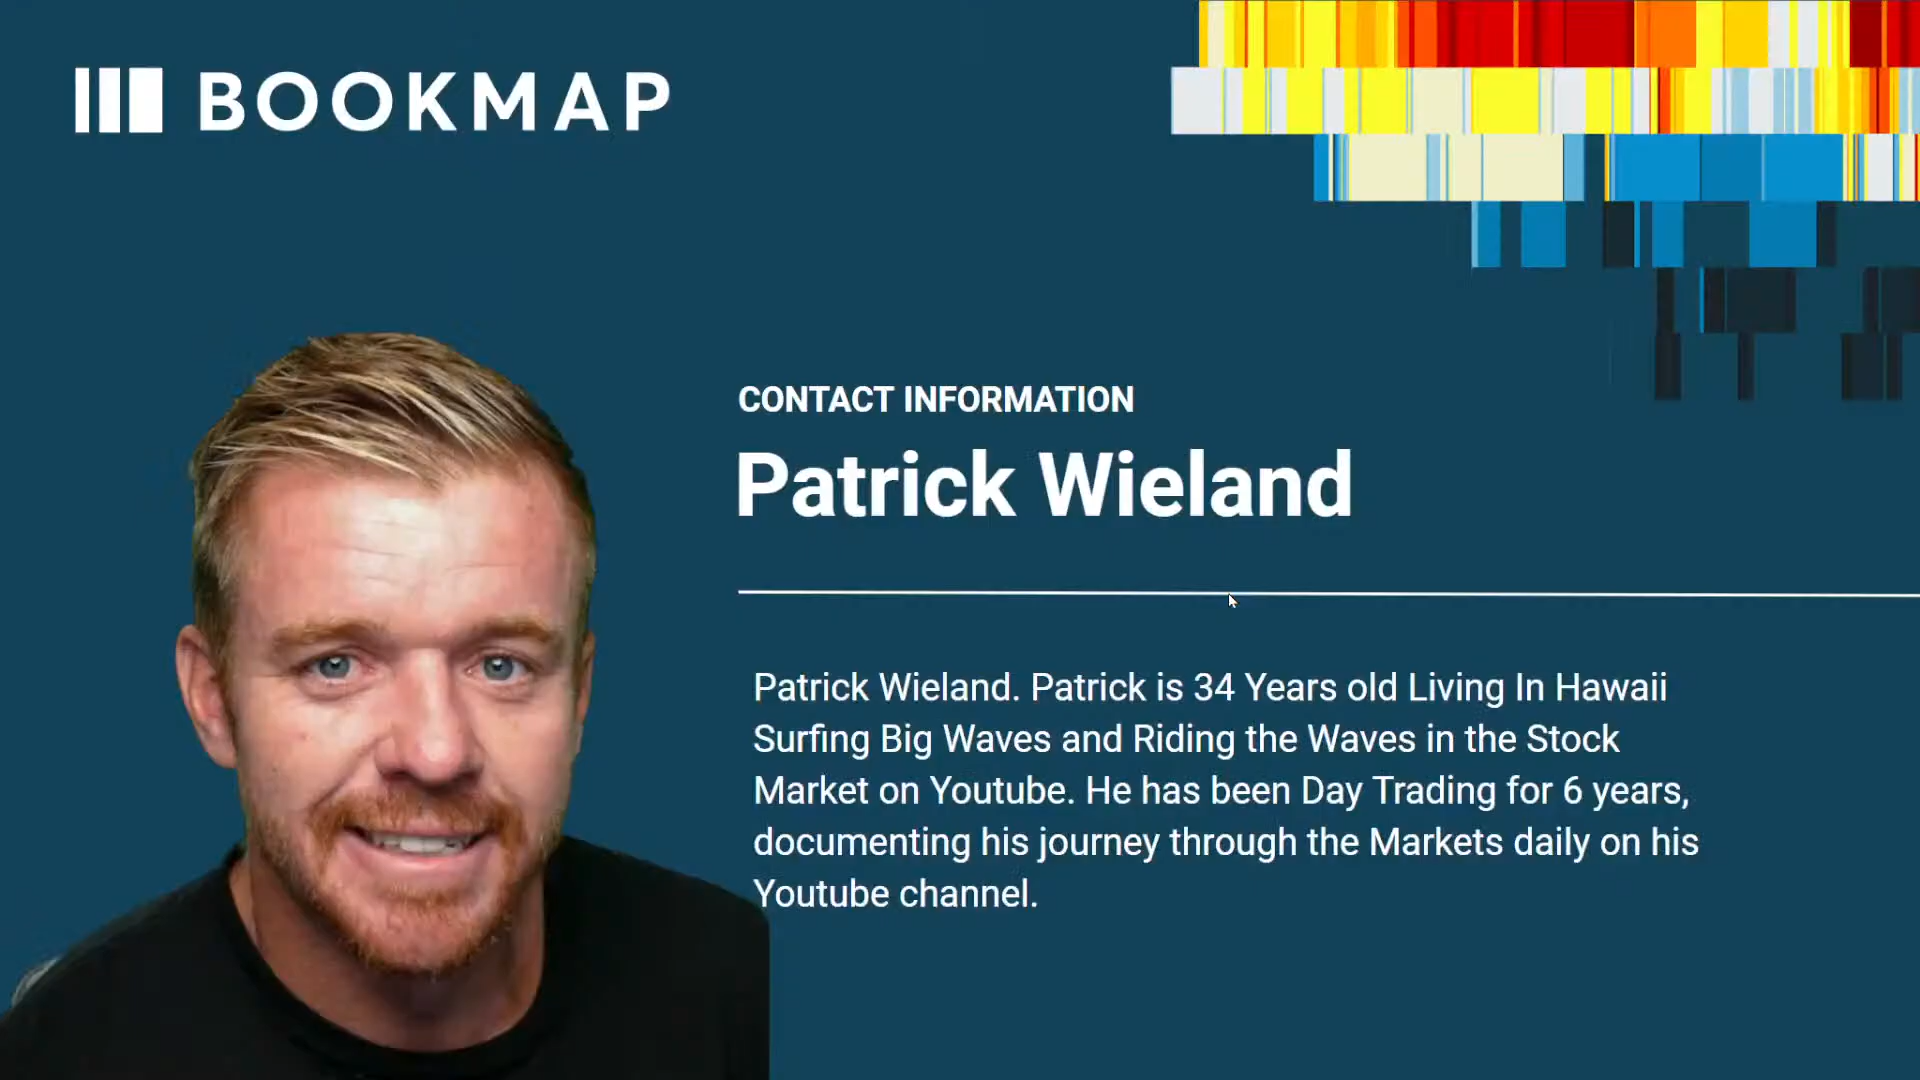 BOOKMAP
CONTACT INFORMATION
Patrick Wieland
Patrick Wieland. Patrick is 34 Years old Living In Hawaii
Surfing Big Waves and Riding the Waves in the Stock
Market on Youtube. He has been Day Trading for 6 years,
documenting his journey through the Markets daily on his
Youtube channel.